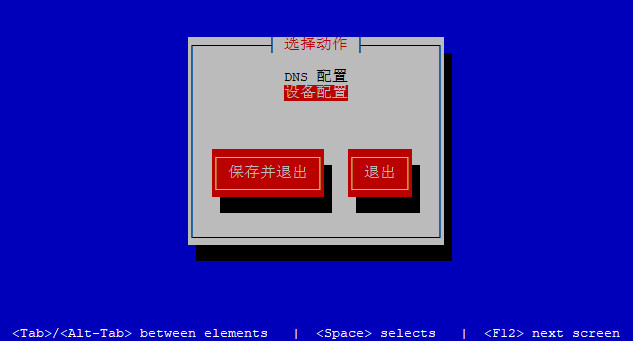 选择动作
DNS 配置
设备配置
保存并退出 退出
<Tab>/<Alt-Tab> between elements | <Space> selects | <F12> next screen